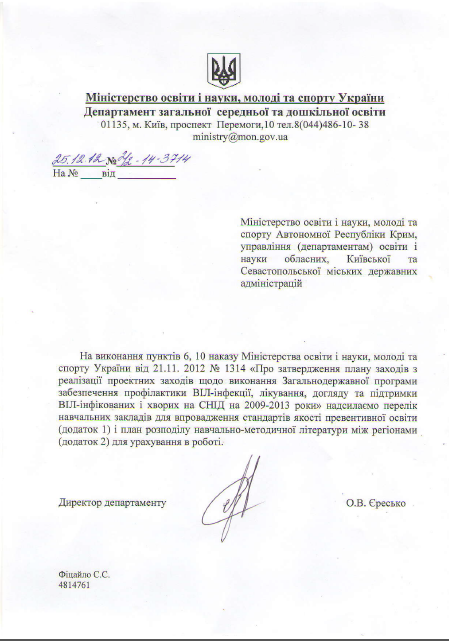 Міністерство освіти і науки, молоді та спорту України
Департамент загальної середньої та дошкільної освіти
01135, м. Київ, проспект Перемоги,10 тел.8(044)486-10- 38
ministry@mon.gov.ua
25.12.12 № 2/2-14-3714
На № ____від __________
Міністерство освіти і науки, молоді та
спорту Автономної Республіки Крим,
управління (департаментам) освіти і
науки обласних, Київської та
Севастопольської міських державних
адміністрацій
На виконання пунктів 6, 10 наказу Міністерства освіти і науки, молоді та
спорту України від 21.11. 2012 № 1314 «Про затвердження плану заходів з
реалізації проектних заходів щодо виконання Загальнодержавної програми
забезпечення профілактики ВІЛ-інфекції, лікування, догляду та підтримки
ВІЛ-інфікованих і хворих на СНІД на 2009-2013 роки» надсилаємо перелік
навчальних закладів для впровадження стандартів якості превентивної освіти
(додаток 1) і план розподілу навчально-методичної літератури між регіонами
(додаток 2) для урахування в роботі.
Директор департаменту О.В. Єресько
Фіцайло С.С.
4814761